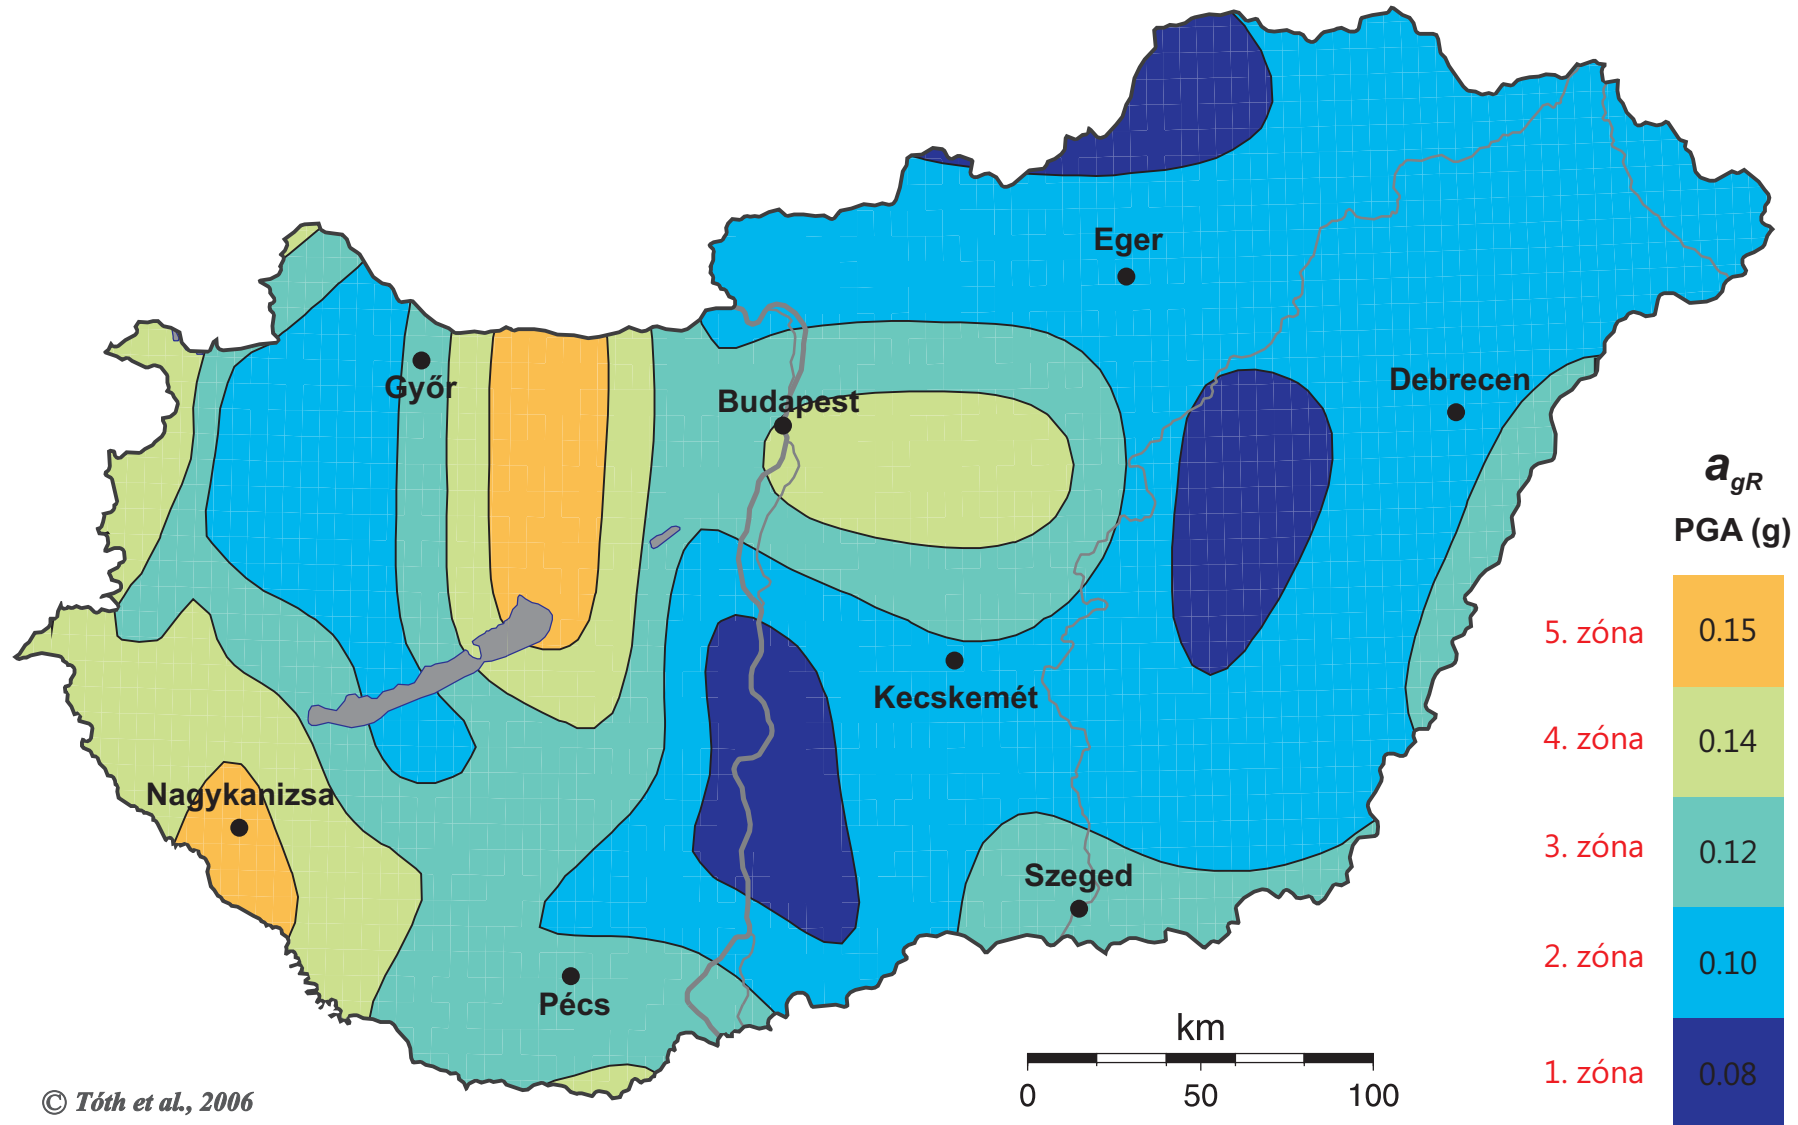 Eger
Debrecen
Győr
Budapest
Kecskemét
Nagykanizsa
Szeged
Pécs
a_gR
PGA (g)
5. zóna 0.15
4. zóna 0.14
3. zóna 0.12
2. zóna 0.10
1. zóna 0.08
km
0 50 100
© Tóth et al., 2006